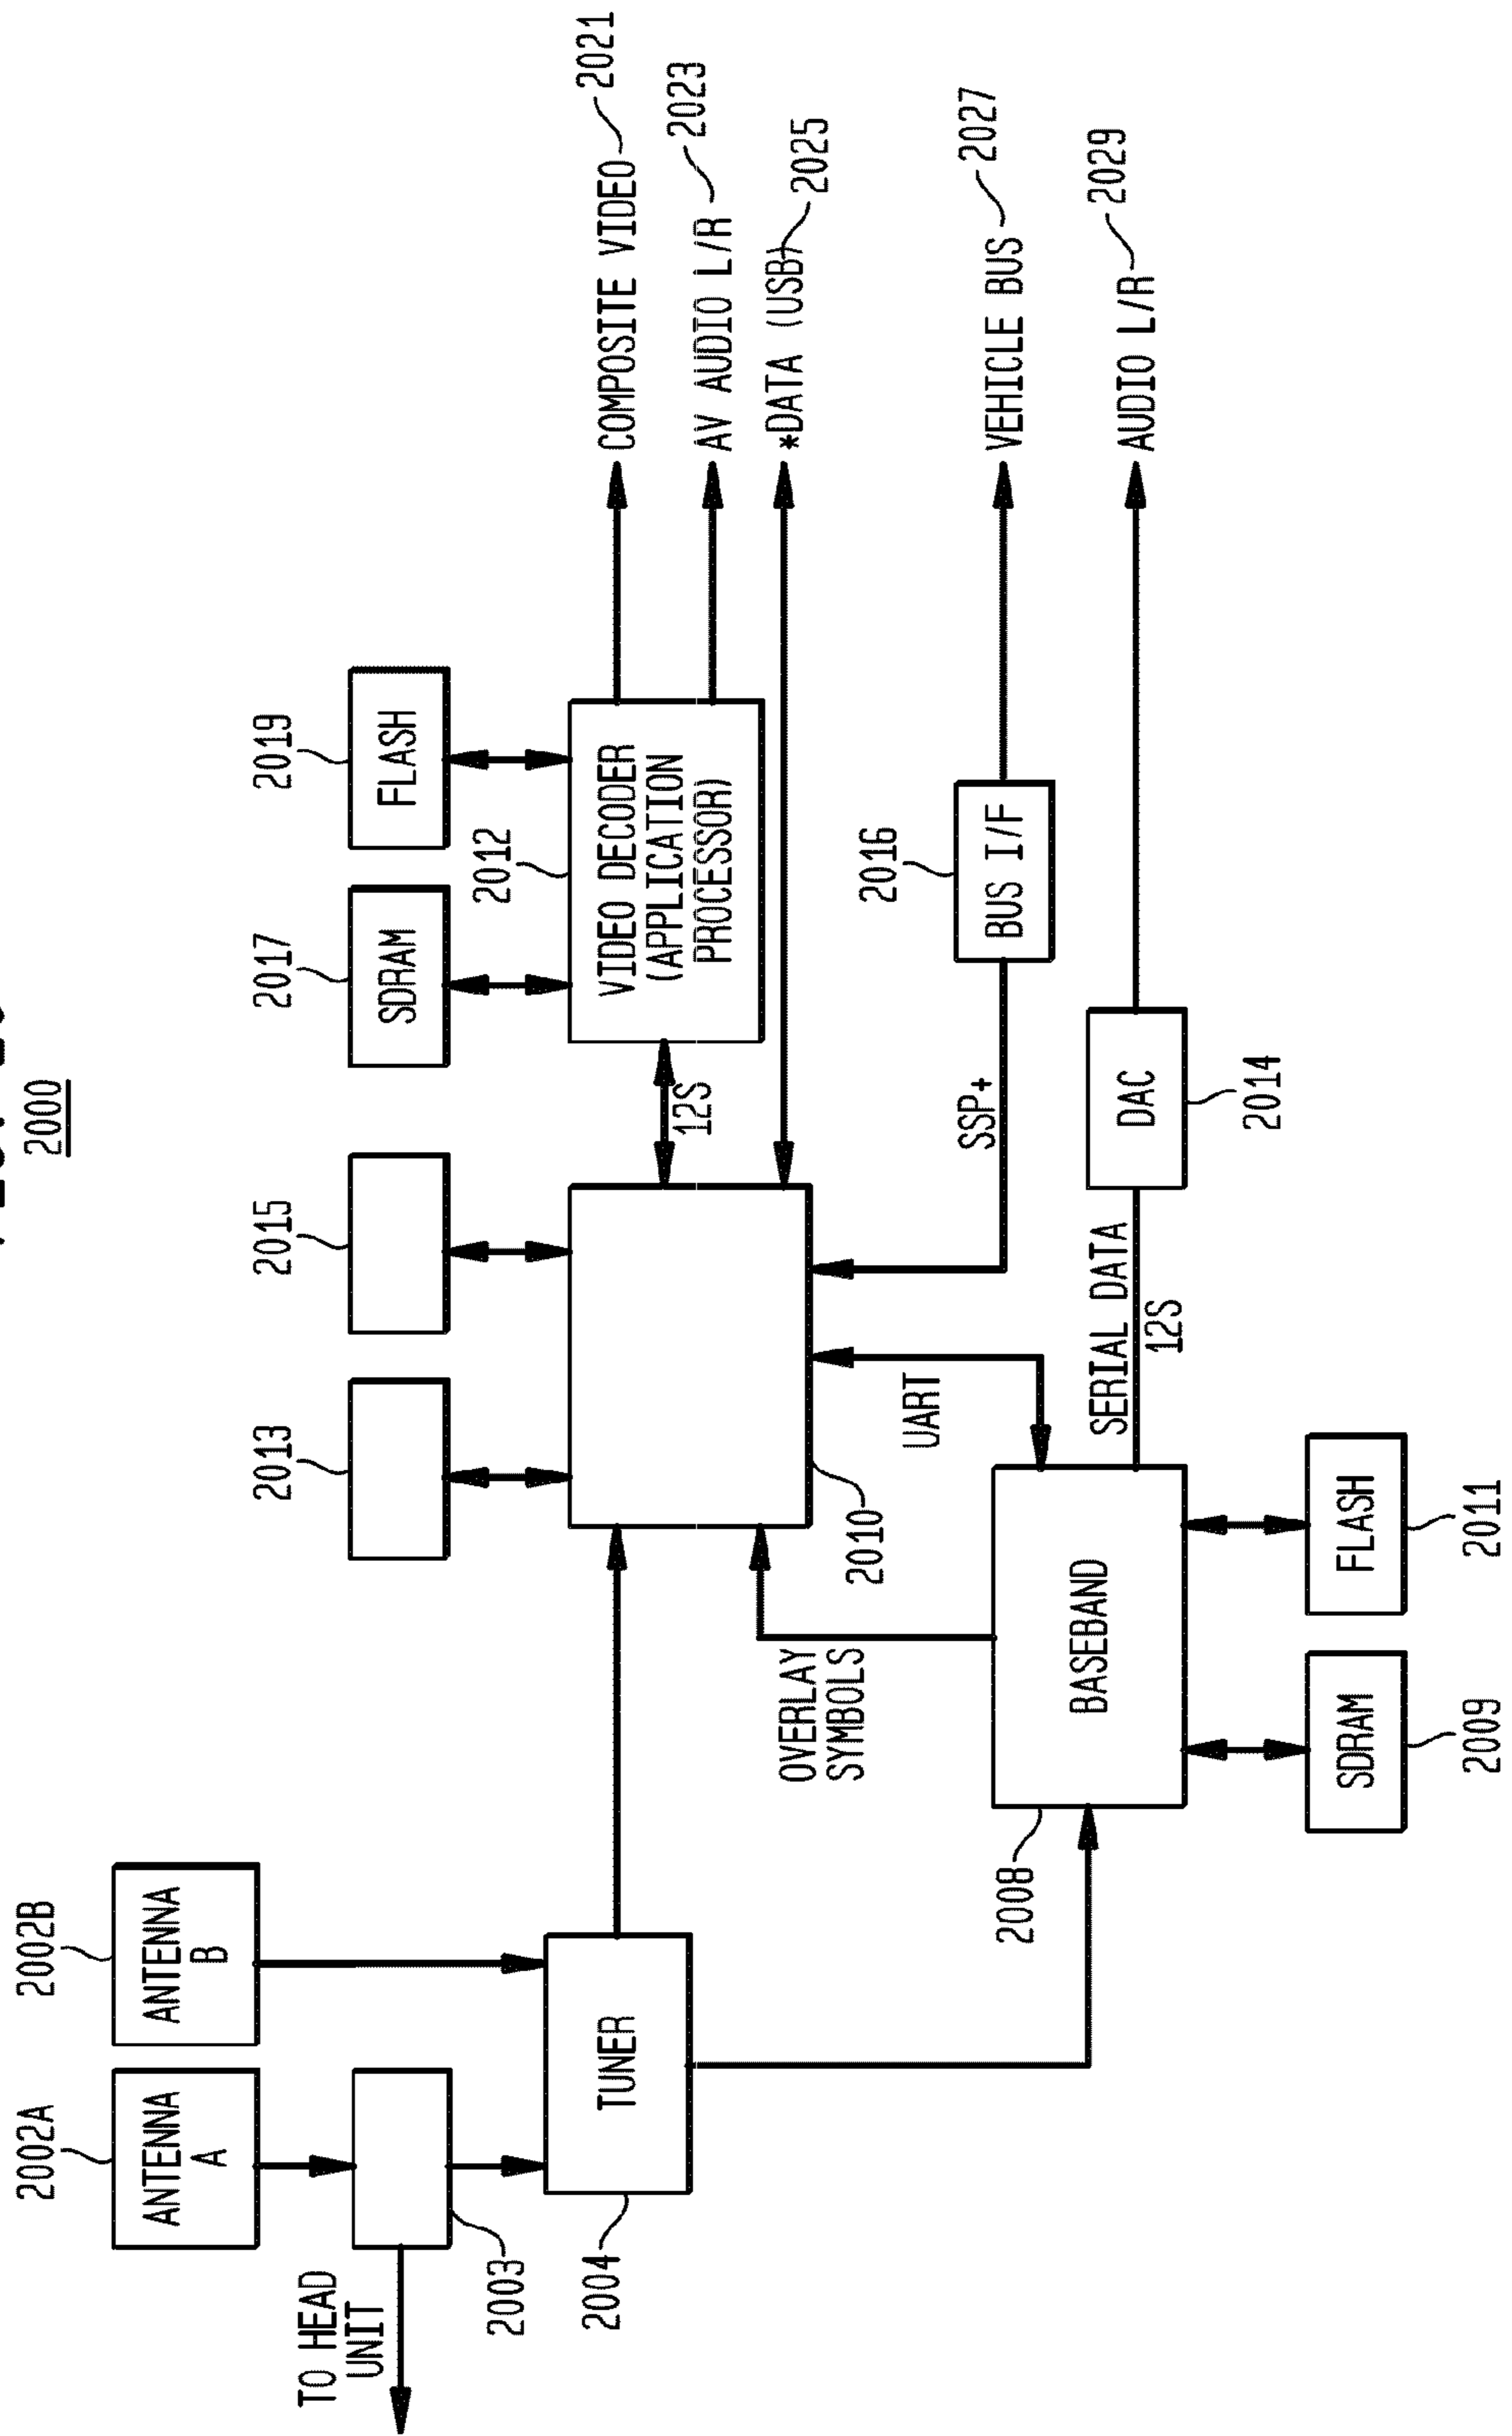 2000
2002A
ANTENNA
A
2002B
ANTENNA
B
TO HEAD
UNIT
2003
TUNER
2004
2013
2015
2010
OVERLAY
SYMBOLS
UART
12S
2017
SDRAM
2019
FLASH
2012
VIDEO DECODER
(APPLICATION
PROCESSOR)
COMPOSITE VIDEO
2021
AV AUDIO L/R
2023
*DATA (USB)
2025
SSP+
2016
BUS I/F
VEHICLE BUS
2027
2008
BASEBAND
SERIAL DATA
12S
DAC
2014
AUDIO L/R
2029
SDRAM
2009
FLASH
2011